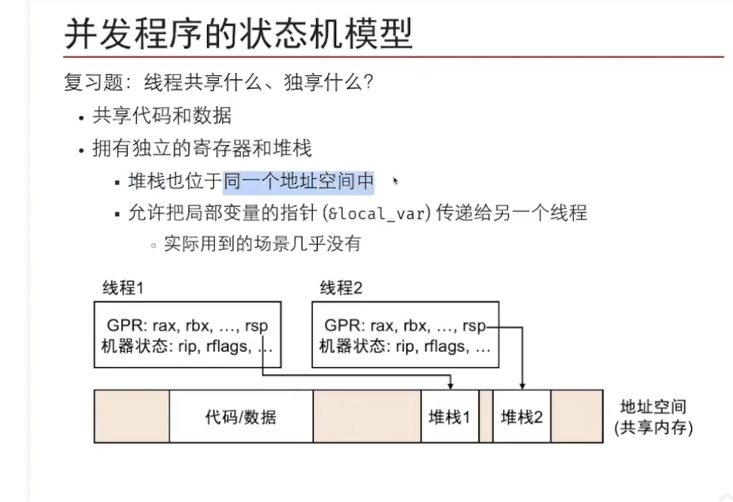 并发程序的状态机模型
复习题：线程共享什么、独享什么？
• 共享代码和数据
• 拥有独立的寄存器和堆栈
▪ 堆栈也位于同一个地址空间中
▪ 允许把局部变量的指针 (&local_var) 传递给另一个线程
◦ 实际用到的场景几乎没有
线程1
GPR: rax, rbx, …, rsp
机器状态: rip, rflags, …
线程2
GPR: rax, rbx, …, rsp
机器状态: rip, rflags, …
代码/数据
堆栈1
堆栈2
地址空间
(共享内存)